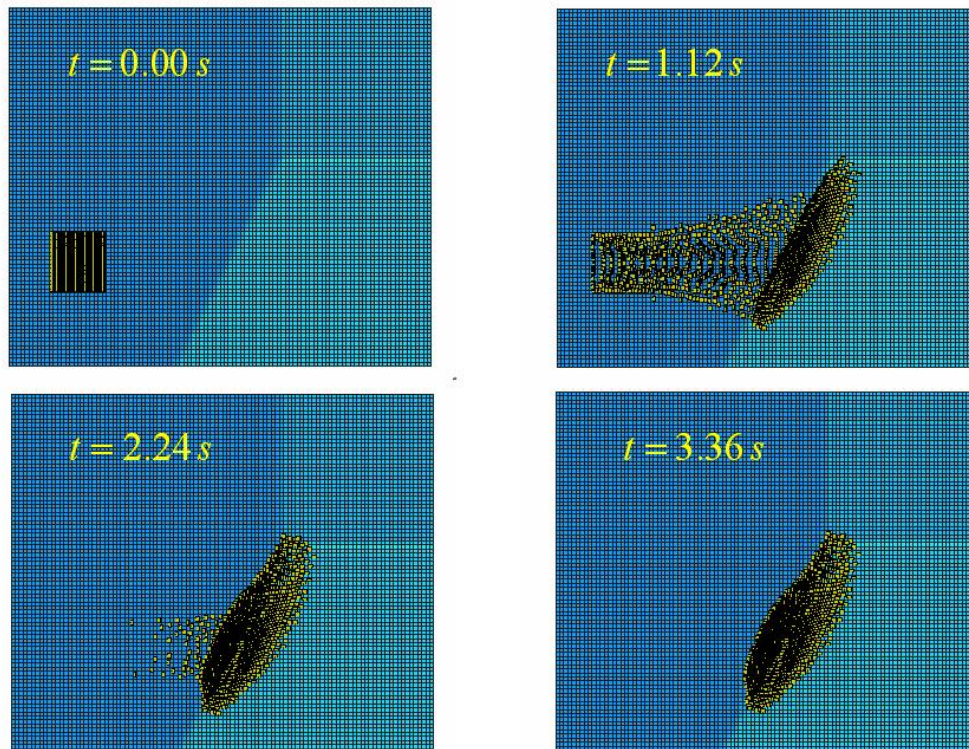 t = 0.00 s
t = 1.12 s
t = 2.24 s
t = 3.36 s